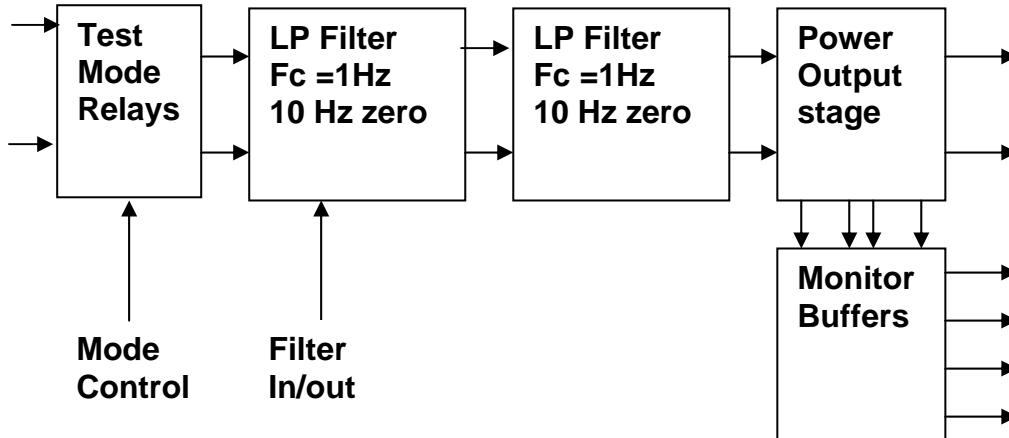 Test
Mode
Relays
LP Filter
Fc =1Hz
10 Hz zero
LP Filter
Fc =1Hz
10 Hz zero
Power
Output
stage
Monitor
Buffers
Mode
Control
Filter
In/out